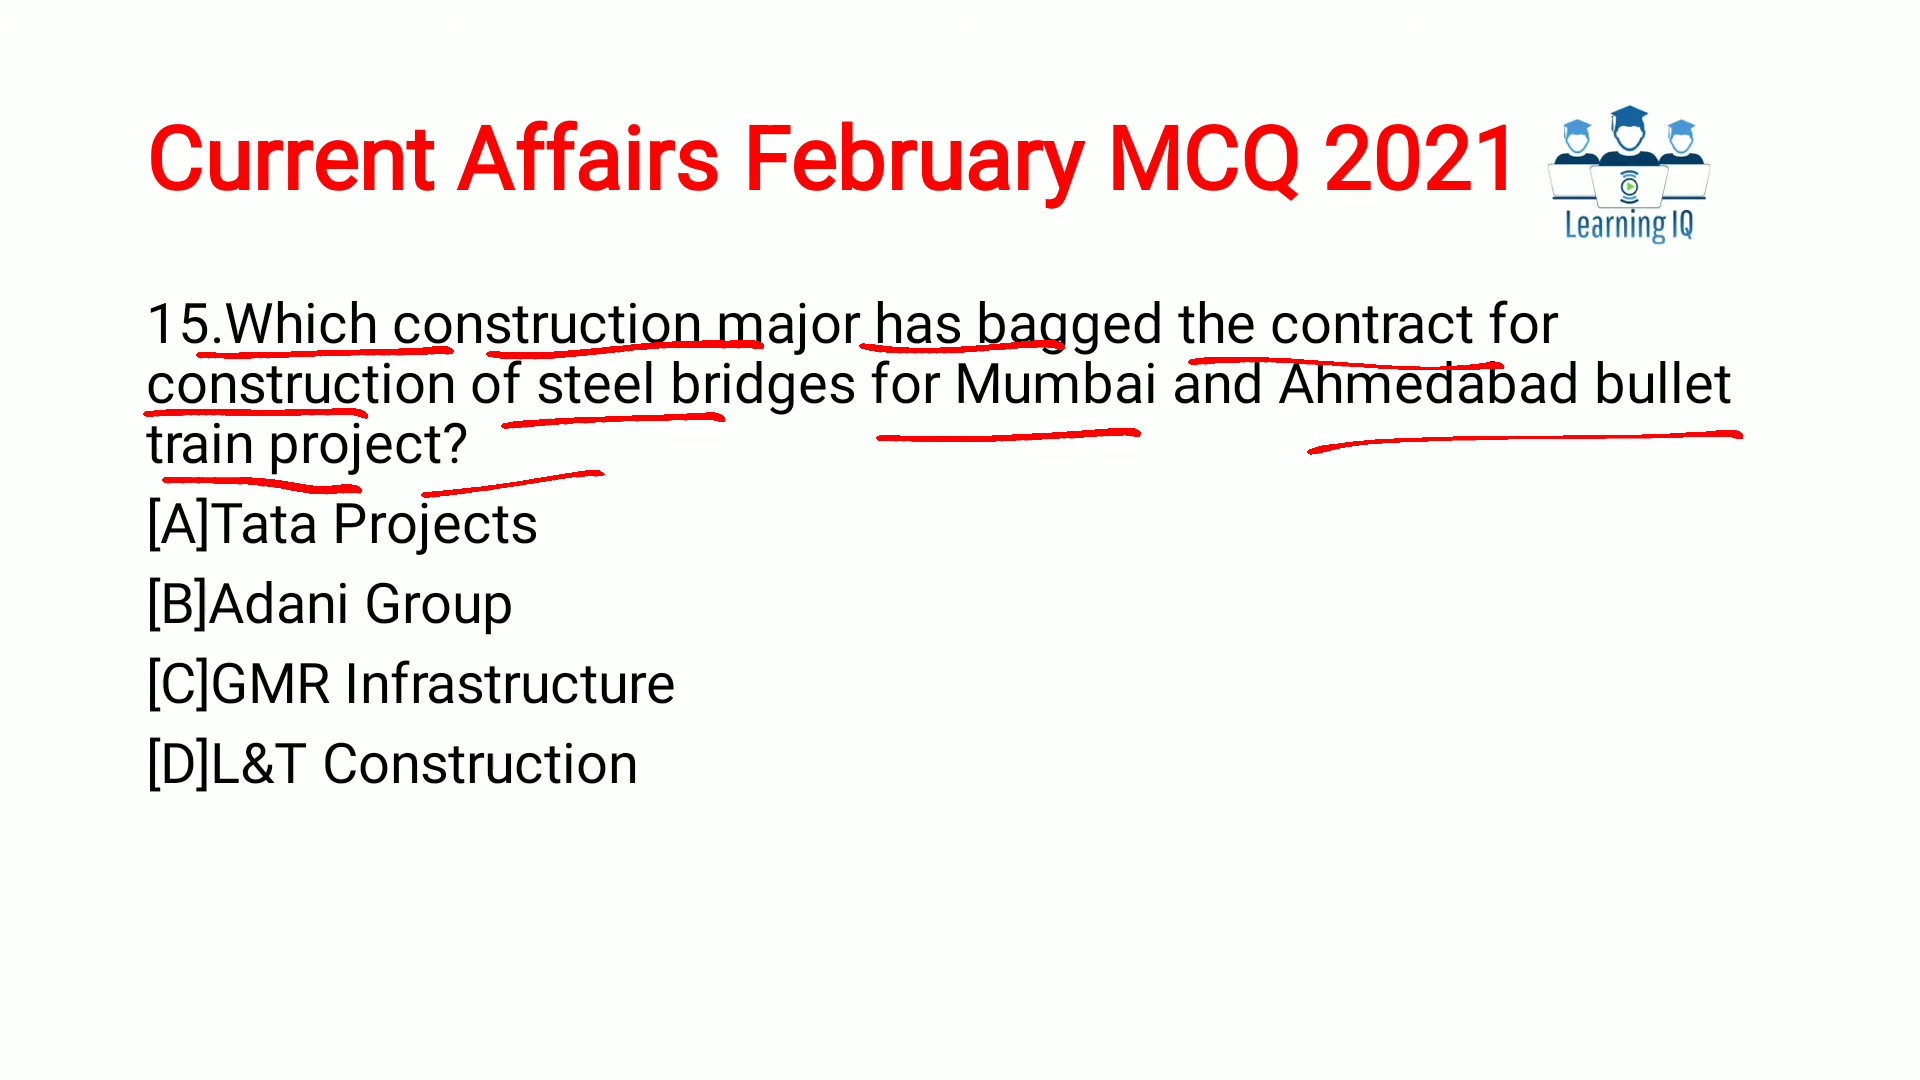 Current Affairs February MCQ 2021
Learning IQ
15.Which construction major has bagged the contract for
construction of steel bridges for Mumbai and Ahmedabad bullet
train project?
[A]Tata Projects
[B]Adani Group
[C]GMR Infrastructure
[D]L&T Construction